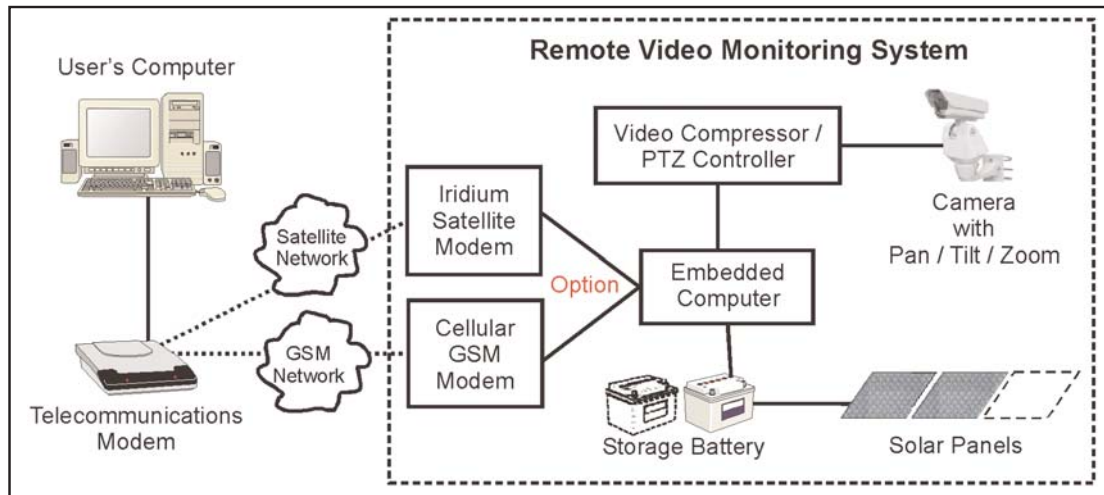 Remote Video Monitoring System
User's Computer
Video Compressor /
PTZ Controller
Iridium
Satellite
Modem
Satellite
Network
Camera
with
Pan / Tilt / Zoom
Option
Embedded
Computer
Cellular
GSM
Modem
GSM
Network
Telecommunications
Modem
Storage Battery
Solar Panels